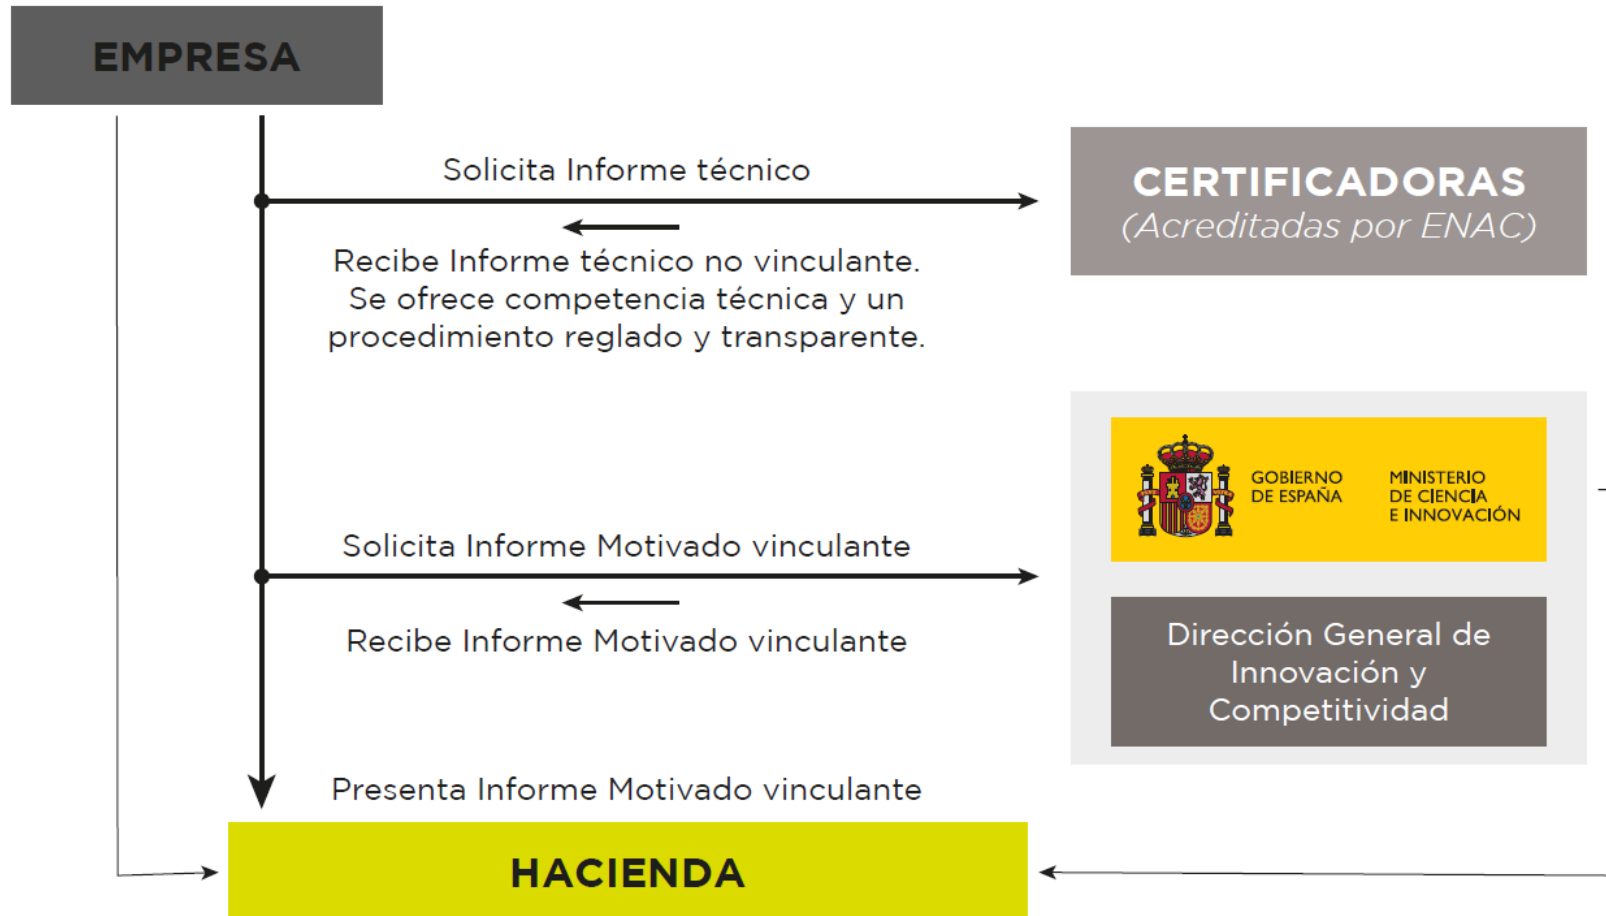 EMPRESA
Solicita Informe técnico
CERTIFICADORAS
(Acreditadas por ENAC)
Recibe Informe técnico no vinculante.
Se ofrece competencia técnica y un
procedimiento reglado y transparente.
GOBIERNO
DE ESPAÑA
MINISTERIO
DE CIENCIA
E INNOVACIÓN
Solicita Informe Motivado vinculante
Recibe Informe Motivado vinculante
Dirección General de
Innovación y
Competitividad
Presenta Informe Motivado vinculante
HACIENDA